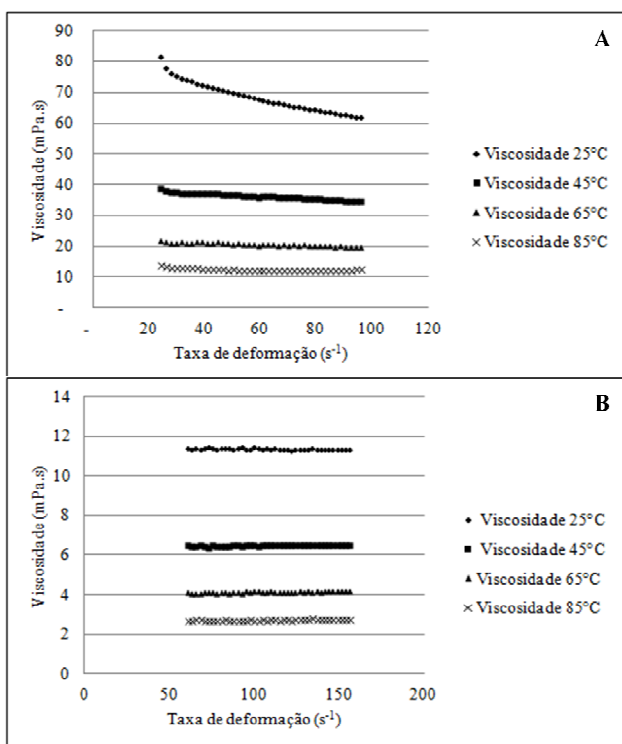 A
90
80
70
60
50
40
30
20
10
-
Viscosidade (mPa.s)
- 20 40 60 80 100 120
Taxa de deformação (s⁻¹)
Viscosidade 25°C
Viscosidade 45°C
Viscosidade 65°C
Viscosidade 85°C
B
14
12
10
8
6
4
2
0
Viscosidade (mPa.s)
0 50 100 150 200
Taxa de deformação (s⁻¹)
Viscosidade 25°C
Viscosidade 45°C
Viscosidade 65°C
Viscosidade 85°C